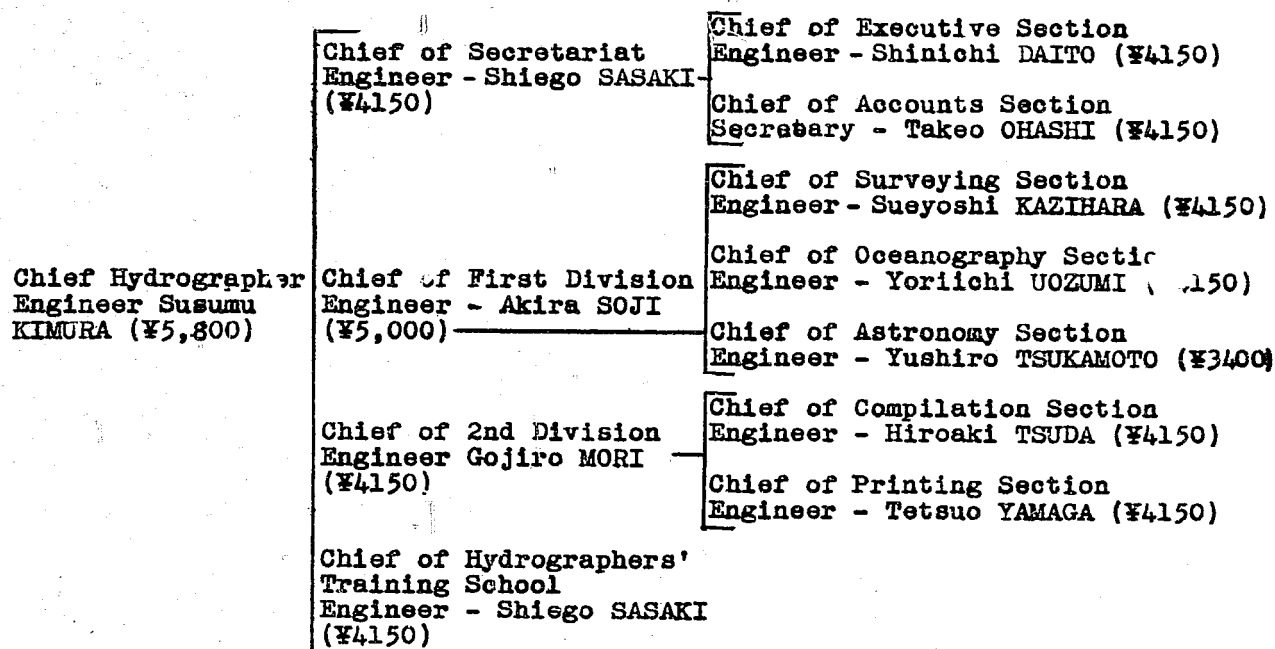 Chief Hydrographer
Engineer Susumu
KIMURA (¥5,800)
Chief of Secretariat
Engineer - Shiego SASAKI
(¥4150)
Chief of Executive Section
Engineer - Shinichi DAITO (¥4150)
Chief of Accounts Section
Secretary - Takeo OHASHI (¥4150)
Chief of First Division
Engineer - Akira SOJI
(¥5,000)
Chief of Surveying Section
Engineer - Sueyoshi KAZIHARA (¥4150)
Chief of Oceanography
Engineer - Yoriichi UOZUMI
Chief of Astronomy Section
Engineer - Yushiro TSUKAMOTO (¥3400)
Chief of 2nd Division
Engineer Gojiro MORI
(¥4150)
Chief of Compilation Section
Engineer - Hiroaki TSUDA (¥4150)
Chief of Printing Section
Engineer - Tetsuo YAMAGA (¥4150)
Chief of Hydrographers'
Training School
Engineer - Shiego SASAKI
(¥4150)